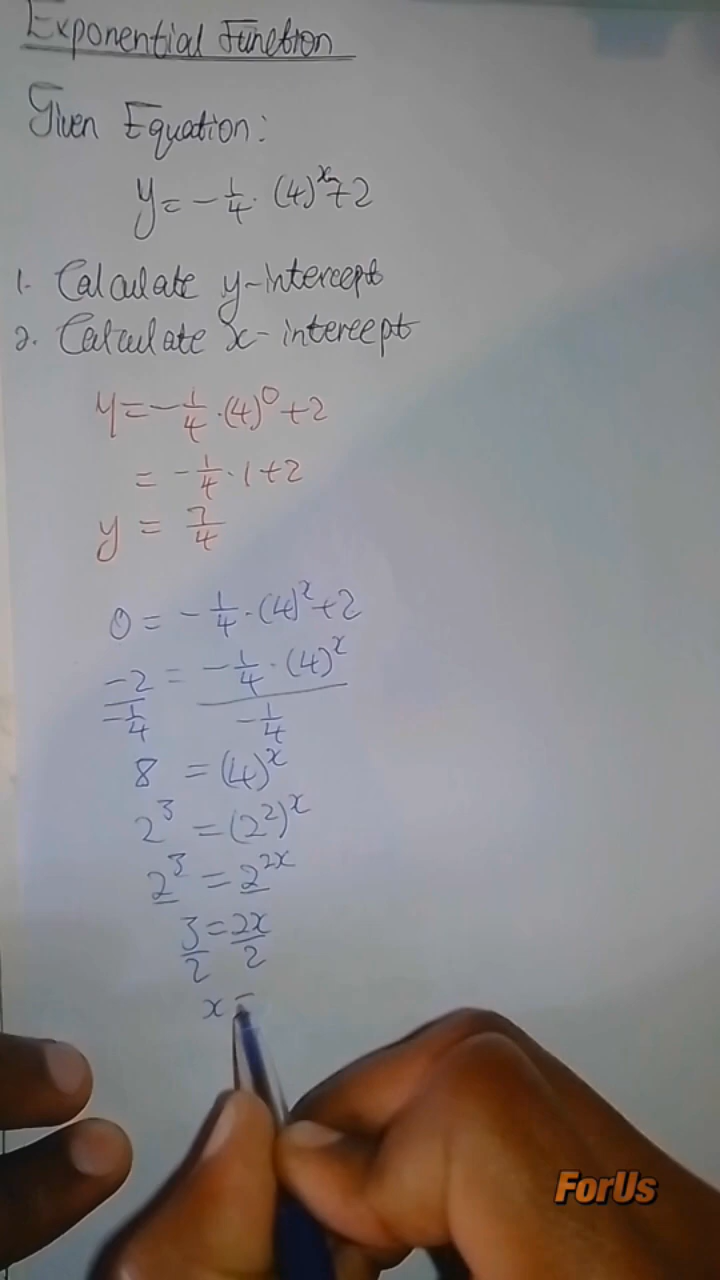 Exponential Function
Given Equation:
y = -1/4 · (4)^x + 2
1. Calculate y-intercept
2. Calculate x-intercept
y = -1/4 · (4)^0 + 2
= -1/4 · 1 + 2
y = 7/4
0 = -1/4 · (4)^x + 2
-2/(-1/4) = (-1/4 · (4)^x)/(-1/4)
8 = (4)^x
2^3 = (2^2)^x
2^3 = 2^2x
3/2 = 2x/2
x =
ForUs